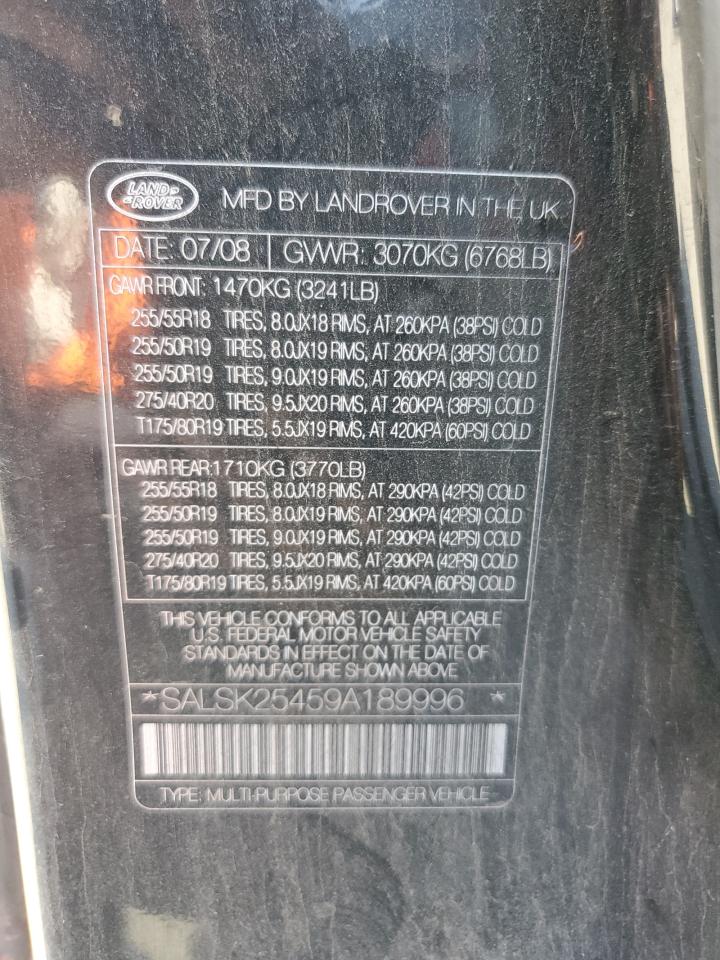 LAND
ROVER
MFD BY LANDROVER IN THE UK.
DATE: 07/08 GVWR: 3070KG (6768LB)
GAWR FRONT: 1470KG (3241LB)
255/55R18 TIRES, 8.0JX18 RIMS, AT 260KPA (38PSI) COLD
255/50R19 TIRES, 8.0JX19 RIMS, AT 260KPA (38PSI) COLD
255/50R19 TIRES, 9.0JX19 RIMS, AT 260KPA (38PSI) COLD
275/40R20 TIRES, 9.5JX20 RIMS, AT 260KPA (38PSI) COLD
T175/80R19 TIRES, 5.5JX19 RIMS, AT 420KPA (60PSI) COLD
GAWR REAR: 1710KG (3770LB)
255/55R18 TIRES, 8.0JX18 RIMS, AT 290KPA (42PSI) COLD
255/50R19 TIRES, 8.0JX19 RIMS, AT 290KPA (42PSI) COLD
255/50R19 TIRES, 9.0JX19 RIMS, AT 290KPA (42PSI) COLD
275/40R20 TIRES, 9.5JX20 RIMS, AT 290KPA (42PSI) COLD
T175/80R19 TIRES, 5.5JX19 RIMS, AT 420KPA (60PSI) COLD
THIS VEHICLE CONFORMS TO ALL APPLICABLE
U.S. FEDERAL MOTOR VEHICLE SAFETY
STANDARDS IN EFFECT ON THE DATE OF
MANUFACTURE SHOWN ABOVE
*SALSK25459A189996 *
TYPE: MULTI-PURPOSE PASSENGER VEHICLE